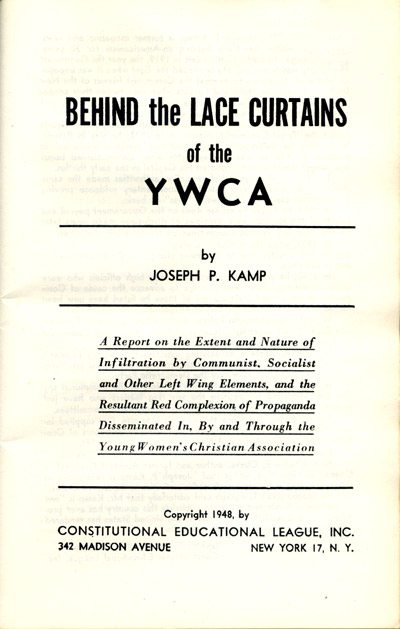 BEHIND the LACE CURTAINS
of the
YWCA
by
JOSEPH P. KAMP
A Report on the Extent and Nature of
Infiltration by Communist, Socialist
and Other Left Wing Elements, and the
Resultant Red Complexion of Propaganda
Disseminated In, By and Through the
Young Women's Christian Association
Copyright 1948, by
CONSTITUTIONAL EDUCATIONAL LEAGUE, INC.
342 MADISON AVENUE NEW YORK 17, N. Y.